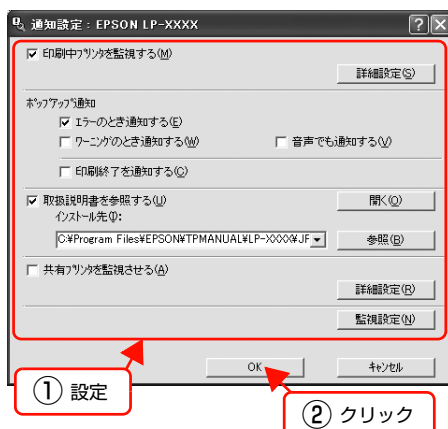 通知設定：EPSON LP-XXXX
印刷中プリンタを監視する(M)
詳細設定(S)
ポップアップ通知
エラーのとき通知する(E)
ワーニングのとき通知する(W)
音声でも通知する(V)
印刷終了を通知する(C)
取扱説明書を参照する(U)
開く(O)
インストール先(I):
C:¥Program Files¥EPSON¥TPMANUAL¥LP-XXXX¥JF
参照(B)
共有プリンタを監視させる(A)
詳細設定(R)
監視設定(N)
OK
キャンセル
① 設定
② クリック